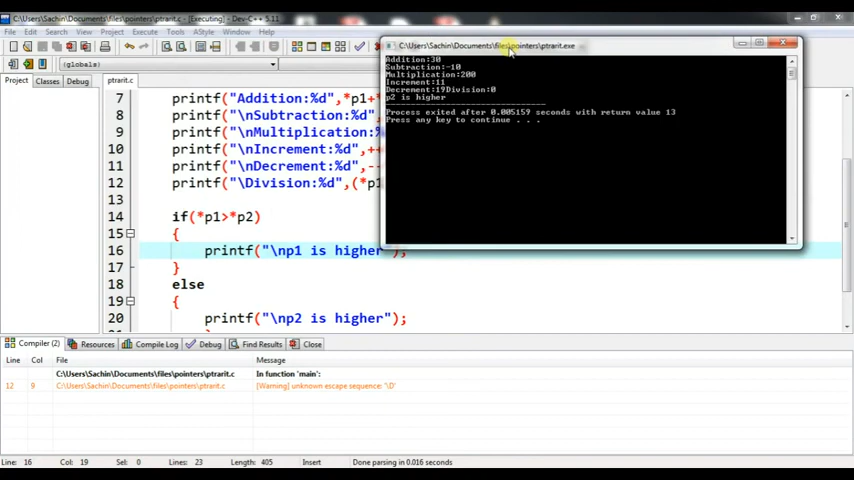 C:\Users\Sachin\Documents\files\pointers\ptrarit.c - [Executing] - Dev-C++ 5.11
File Edit Search View Project Execute Tools AStyle Window Help
(globals)
Project Classes Debug
ptrarit.c
7 printf("Addition:%d",*p1+*
8 printf("\nSubtraction:%d"
9 printf("\nMultiplication:%
10 printf("\nIncrement:%d",++
11 printf("\nDecrement:%d",--
12 printf("\Division:%d",(*p1
13
14 if(*p1>*p2)
15 {
16 printf("\np1 is higher");
17 }
18 else
19 {
20 printf("\np2 is higher");
C:\Users\Sachin\Documents\files\pointers\ptrarit.exe
Addition:30
Subtraction:-10
Multiplication:200
Increment:11
Decrement:19Division:0
p2 is higher
--------------------------------
Process exited after 0.005159 seconds with return value 13
Press any key to continue . . .
Compiler (2) Resources Compile Log Debug Find Results Close
Line Col File Message
C:\Users\Sachin\Documents\files\pointers\ptrarit.c In function 'main':
12 9 C:\Users\Sachin\Documents\files\pointers\ptrarit.c [Warning] unknown escape sequence: '\D'
Line: 16 Col: 19 Sel: 0 Lines: 23 Length: 405 Insert Done parsing in 0.016 seconds